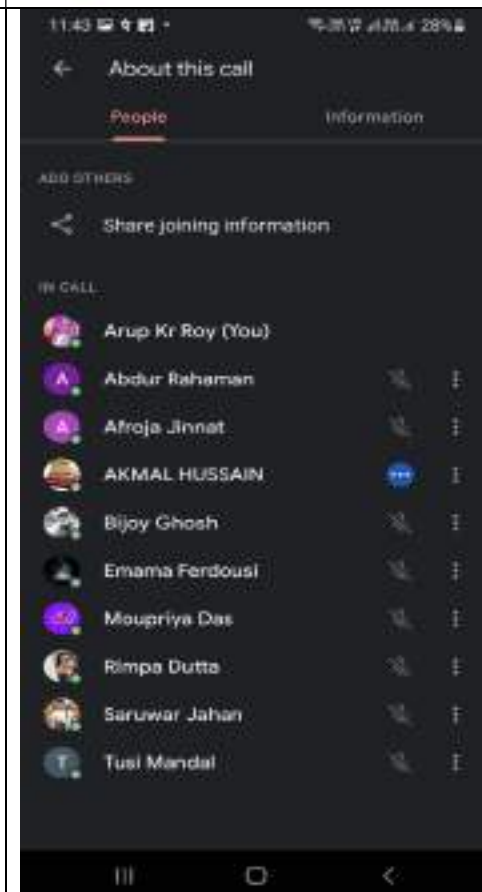 11:43
28%
About this call
People Information
ADD OTHERS
Share joining information
IN CALL
Arup Kr Roy (You)
A Abdur Rahaman
A Afroja Jinnat
AKMAL HUSSAIN
Bijoy Ghosh
Emama Ferdousi
Moupriya Das
Rimpa Dutta
Saruwar Jahan
T Tusi Mandal